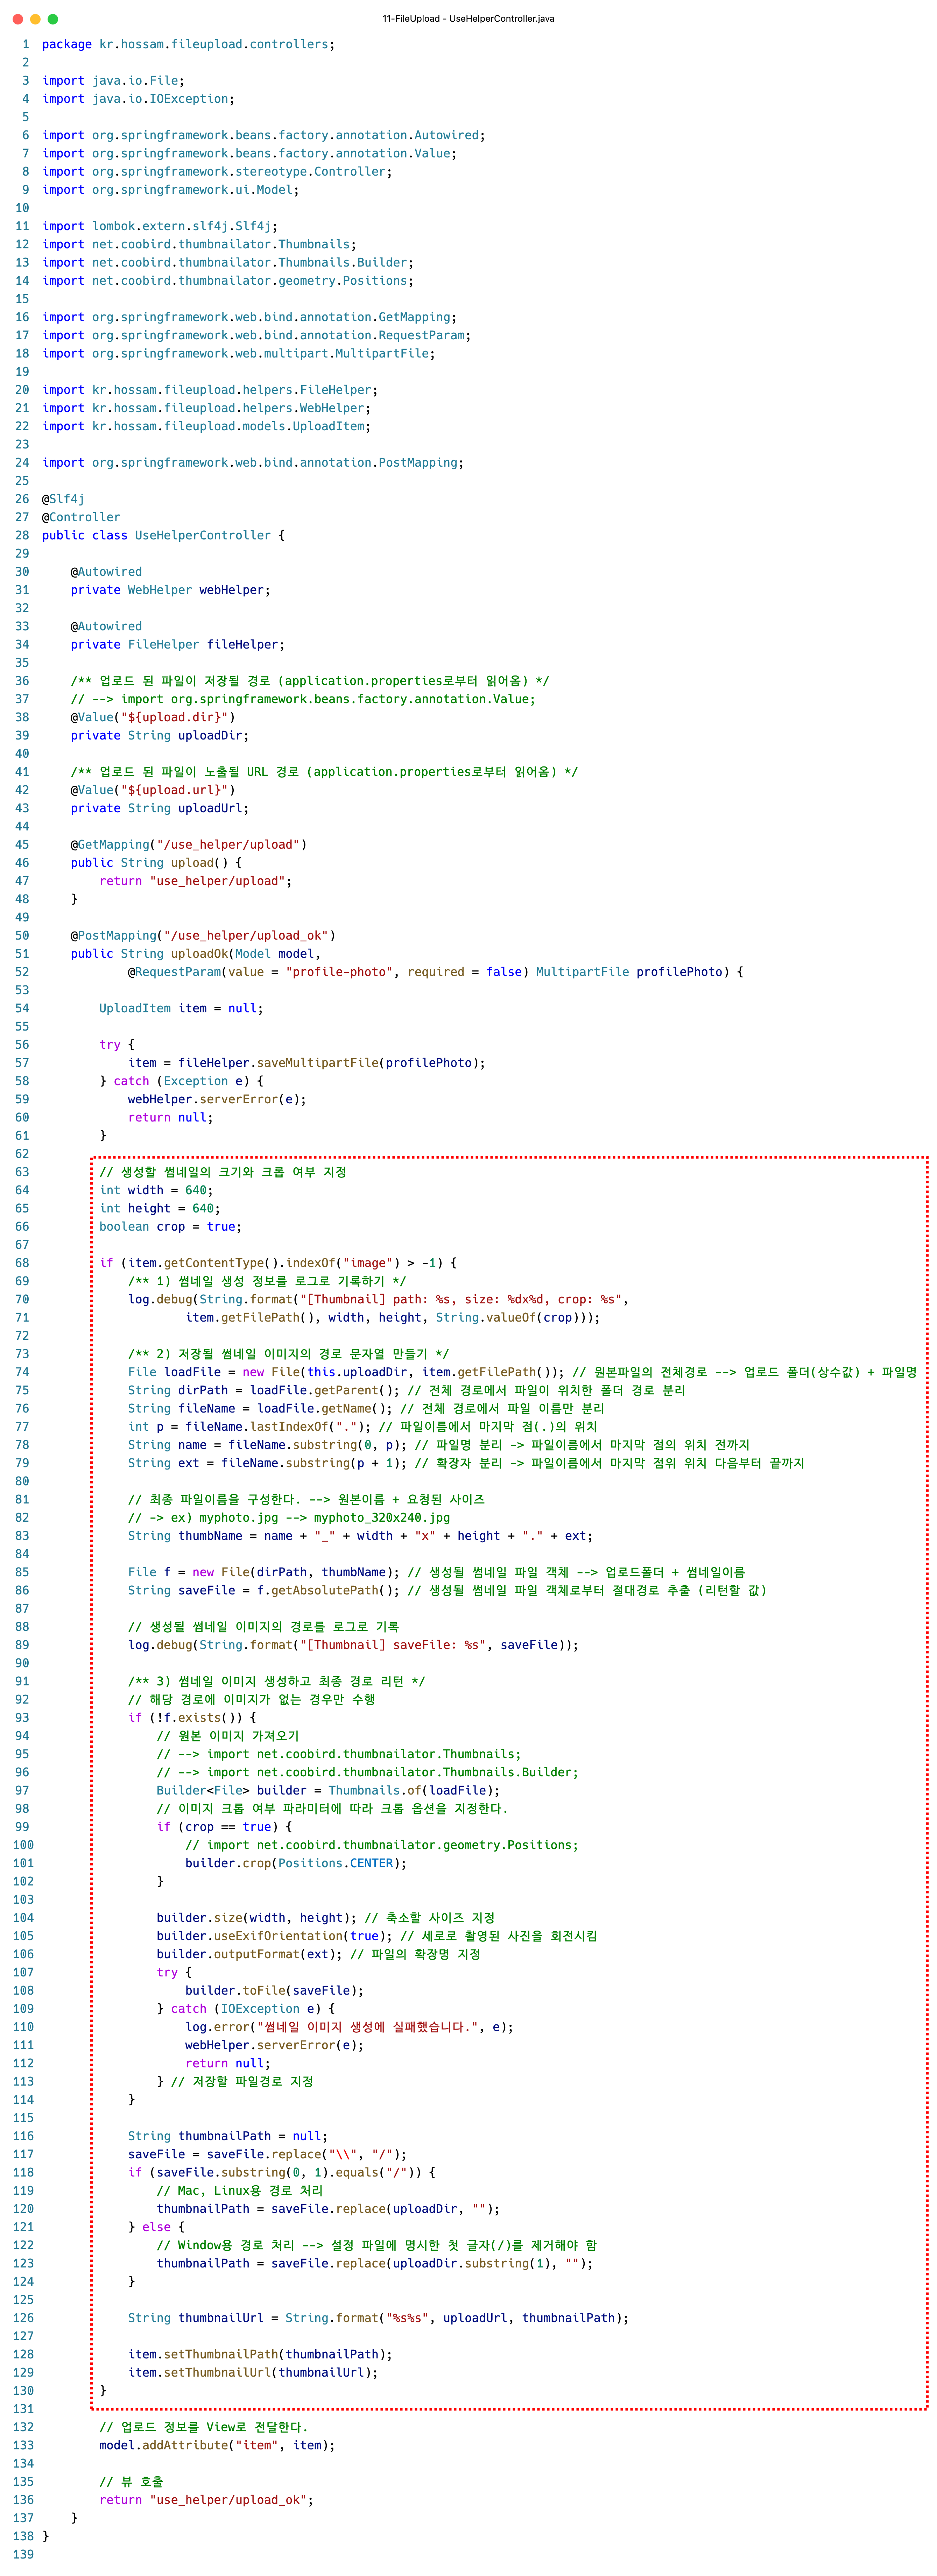 11-FileUpload - UseHelperController.java
1 package kr.hossam.fileupload.controllers;
2
3 import java.io.File;
4 import java.io.IOException;
5
6 import org.springframework.beans.factory.annotation.Autowired;
7 import org.springframework.beans.factory.annotation.Value;
8 import org.springframework.stereotype.Controller;
9 import org.springframework.ui.Model;
10
11 import lombok.extern.slf4j.Slf4j;
12 import net.coobird.thumbnailator.Thumbnails;
13 import net.coobird.thumbnailator.Thumbnails.Builder;
14 import net.coobird.thumbnailator.geometry.Positions;
15
16 import org.springframework.web.bind.annotation.GetMapping;
17 import org.springframework.web.bind.annotation.RequestParam;
18 import org.springframework.web.multipart.MultipartFile;
19
20 import kr.hossam.fileupload.helpers.FileHelper;
21 import kr.hossam.fileupload.helpers.WebHelper;
22 import kr.hossam.fileupload.models.UploadItem;
23
24 import org.springframework.web.bind.annotation.PostMapping;
25
26 @Slf4j
27 @Controller
28 public class UseHelperController {
29
30     @Autowired
31     private WebHelper webHelper;
32
33     @Autowired
34     private FileHelper fileHelper;
35
36     /** 업로드 된 파일이 저장될 경로 (application.properties로부터 읽어옴) */
37     // --> import org.springframework.beans.factory.annotation.Value;
38     @Value("${upload.dir}")
39     private String uploadDir;
40
41     /** 업로드 된 파일이 노출될 URL 경로 (application.properties로부터 읽어옴) */
42     @Value("${upload.url}")
43     private String uploadUrl;
44
45     @GetMapping("/use_helper/upload")
46     public String upload() {
47         return "use_helper/upload";
48     }
49
50     @PostMapping("/use_helper/upload_ok")
51     public String uploadOk(Model model,
52             @RequestParam(value = "profile-photo", required = false) MultipartFile profilePhoto) {
53
54         UploadItem item = null;
55
56         try {
57             item = fileHelper.saveMultipartFile(profilePhoto);
58         } catch (Exception e) {
59             webHelper.serverError(e);
60             return null;
61         }
62
63         // 생성할 썸네일의 크기와 크롭 여부 지정
64         int width = 640;
65         int height = 640;
66         boolean crop = true;
67
68         if (item.getContentType().indexOf("image") > -1) {
69             /** 1) 썸네일 생성 정보를 로그로 기록하기 */
70             log.debug(String.format("[Thumbnail] path: %s, size: %dx%d, crop: %s",
71                     item.getFilePath(), width, height, String.valueOf(crop)));
72
73             /** 2) 저장될 썸네일 이미지의 경로 문자열 만들기 */
74             File loadFile = new File(this.uploadDir, item.getFilePath()); // 원본파일의 전체경로 --> 업로드 폴더(상수값) + 파일명
75             String dirPath = loadFile.getParent(); // 전체 경로에서 파일이 위치한 폴더 경로 분리
76             String fileName = loadFile.getName(); // 전체 경로에서 파일 이름만 분리
77             int p = fileName.lastIndexOf("."); // 파일이름에서 마지막 점(.)의 위치
78             String name = fileName.substring(0, p); // 파일명 분리 -> 파일이름에서 마지막 점의 위치 전까지
79             String ext = fileName.substring(p + 1); // 확장자 분리 -> 파일이름에서 마지막 점위 위치 다음부터 끝까지
80
81             // 최종 파일이름을 구성한다. --> 원본이름 + 요청된 사이즈
82             // -> ex) myphoto.jpg --> myphoto_320x240.jpg
83             String thumbName = name + "_" + width + "x" + height + "." + ext;
84
85             File f = new File(dirPath, thumbName); // 생성될 썸네일 파일 객체 --> 업로드폴더 + 썸네일이름
86             String saveFile = f.getAbsolutePath(); // 생성될 썸네일 파일 객체로부터 절대경로 추출 (리턴할 값)
87
88             // 생성될 썸네일 이미지의 경로를 로그로 기록
89             log.debug(String.format("[Thumbnail] saveFile: %s", saveFile));
90
91             /** 3) 썸네일 이미지 생성하고 최종 경로 리턴 */
92             // 해당 경로에 이미지가 없는 경우만 수행
93             if (!f.exists()) {
94                 // 원본 이미지 가져오기
95                 // --> import net.coobird.thumbnailator.Thumbnails;
96                 // --> import net.coobird.thumbnailator.Thumbnails.Builder;
97                 Builder<File> builder = Thumbnails.of(loadFile);
98                 // 이미지 크롭 여부 파라미터에 따라 크롭 옵션을 지정한다.
99                 if (crop == true) {
100                     // import net.coobird.thumbnailator.geometry.Positions;
101                     builder.crop(Positions.CENTER);
102                 }
103
104                 builder.size(width, height); // 축소할 사이즈 지정
105                 builder.useExifOrientation(true); // 세로로 촬영된 사진을 회전시킴
106                 builder.outputFormat(ext); // 파일의 확장명 지정
107                 try {
108                     builder.toFile(saveFile);
109                 } catch (IOException e) {
110                     log.error("썸네일 이미지 생성에 실패했습니다.", e);
111                     webHelper.serverError(e);
112                     return null;
113                 } // 저장할 파일경로 지정
114             }
115
116             String thumbnailPath = null;
117             saveFile = saveFile.replace("\\", "/");
118             if (saveFile.substring(0, 1).equals("/")) {
119                 // Mac, Linux용 경로 처리
120                 thumbnailPath = saveFile.replace(uploadDir, "");
121             } else {
122                 // Window용 경로 처리 --> 설정 파일에 명시한 첫 글자(/)를 제거해야 함
123                 thumbnailPath = saveFile.replace(uploadDir.substring(1), "");
124             }
125
126             String thumbnailUrl = String.format("%s%s", uploadUrl, thumbnailPath);
127
128             item.setThumbnailPath(thumbnailPath);
129             item.setThumbnailUrl(thumbnailUrl);
130         }
131
132         // 업로드 정보를 View로 전달한다.
133         model.addAttribute("item", item);
134
135         // 뷰 호출
136         return "use_helper/upload_ok";
137     }
138 }
139